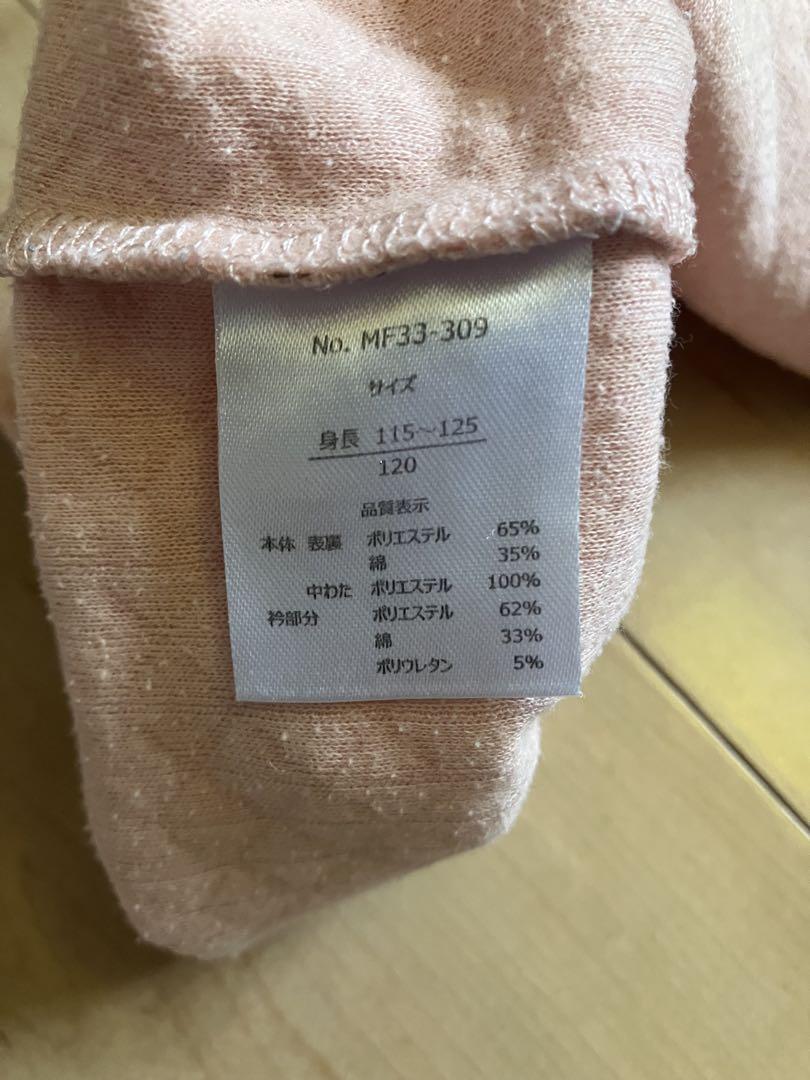 No. MF33-309
サイズ
身長 115～125
120
品質表示
本体 表裏 ポリエステル 65%
綿 35%
中わた ポリエステル 100%
衿部分 ポリエステル 62%
綿 33%
ポリウレタン 5%